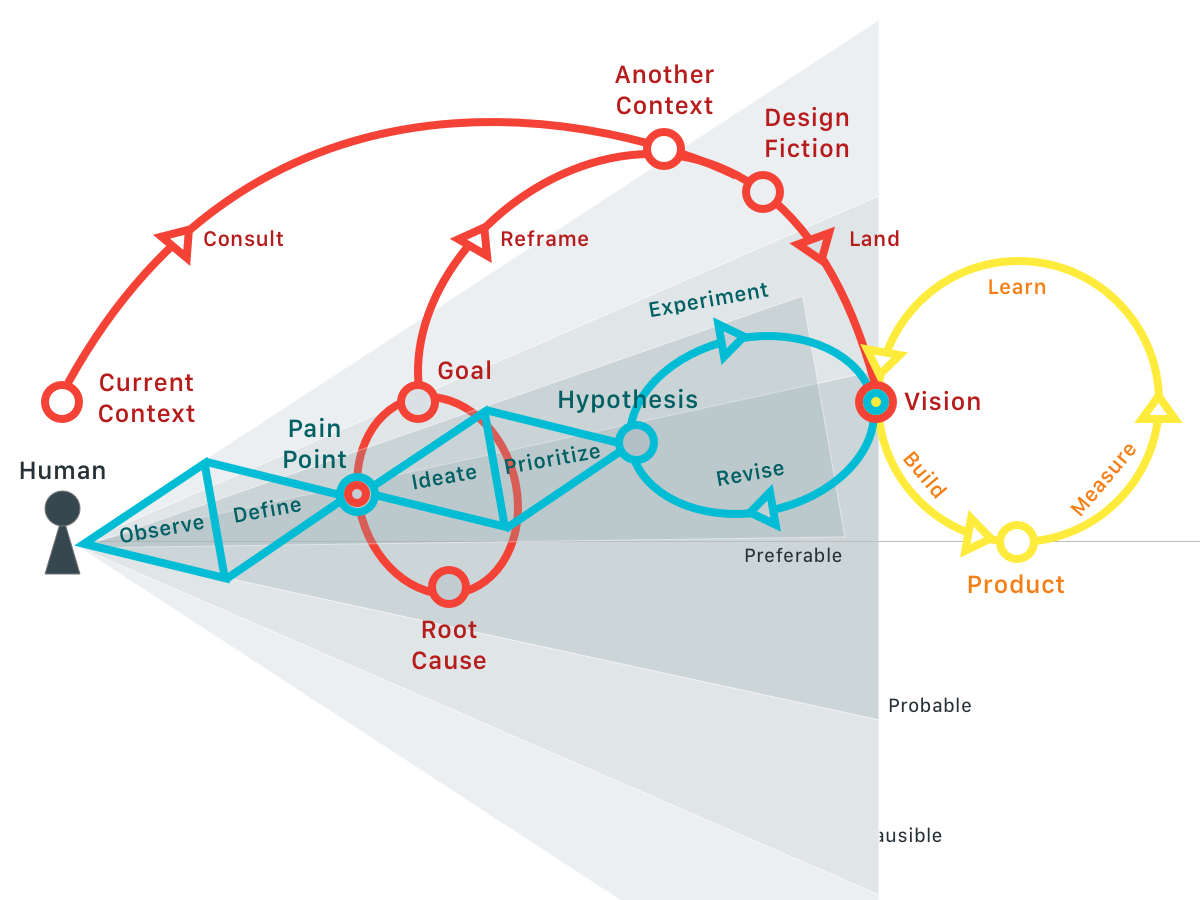 Another
Context
Design
Fiction
Consult
Reframe
Land
Experiment
Learn
Current
Context
Goal
Hypothesis
Vision
Pain
Point
Human
Observe
Define
Ideate
Prioritize
Revise
Build
Measure
Preferable
Product
Root
Cause
Probable
ausible